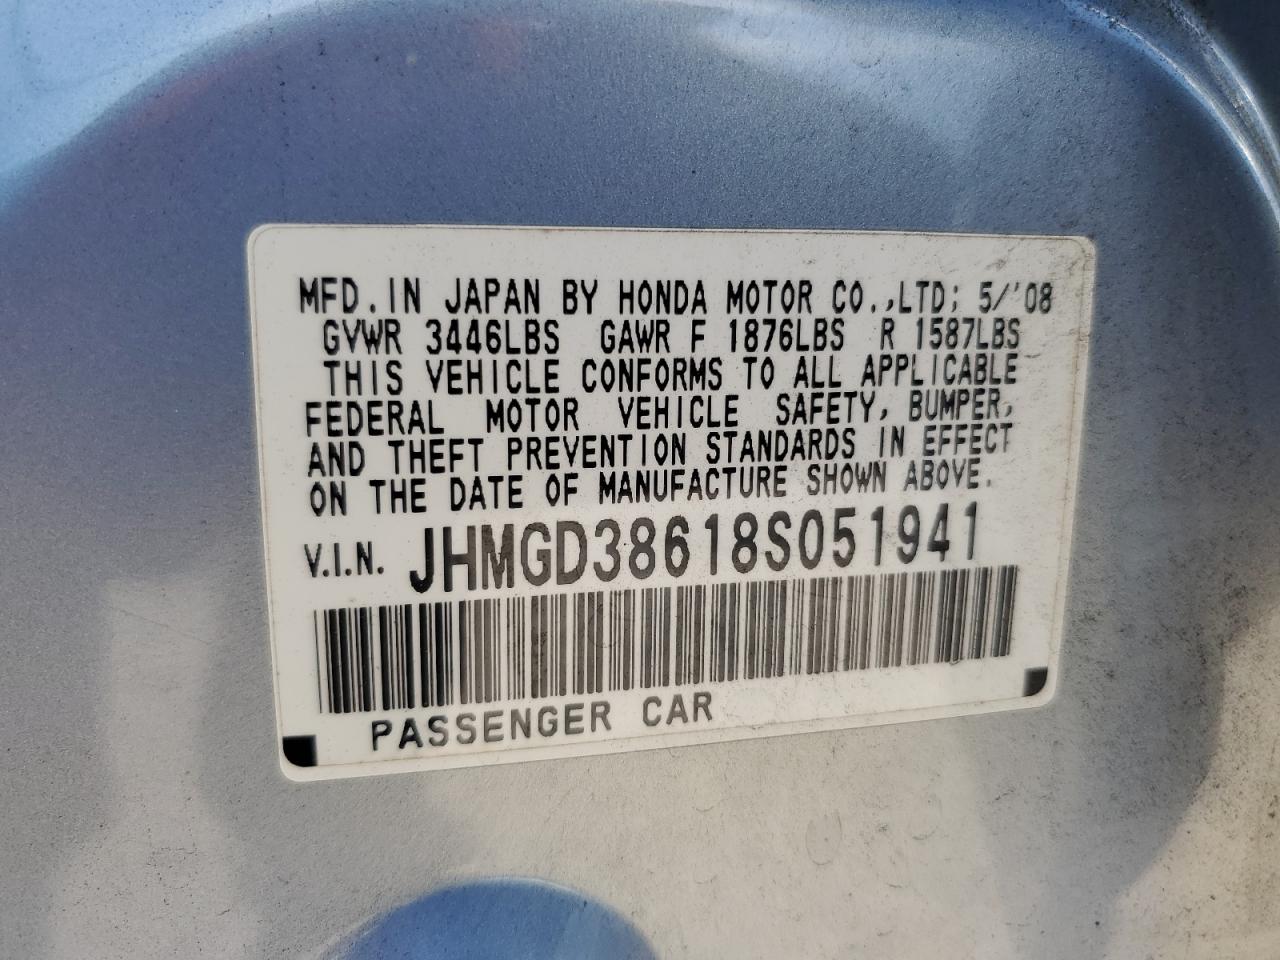 MFD. IN JAPAN BY HONDA MOTOR CO.,LTD; 5/'08
GVWR 3446LBS GAWR F 1876LBS R 1587LBS
THIS VEHICLE CONFORMS TO ALL APPLICABLE
FEDERAL MOTOR VEHICLE SAFETY, BUMPER,
AND THEFT PREVENTION STANDARDS IN EFFECT
ON THE DATE OF MANUFACTURE SHOWN ABOVE.
V.I.N. JHMGD38618S051941
PASSENGER CAR